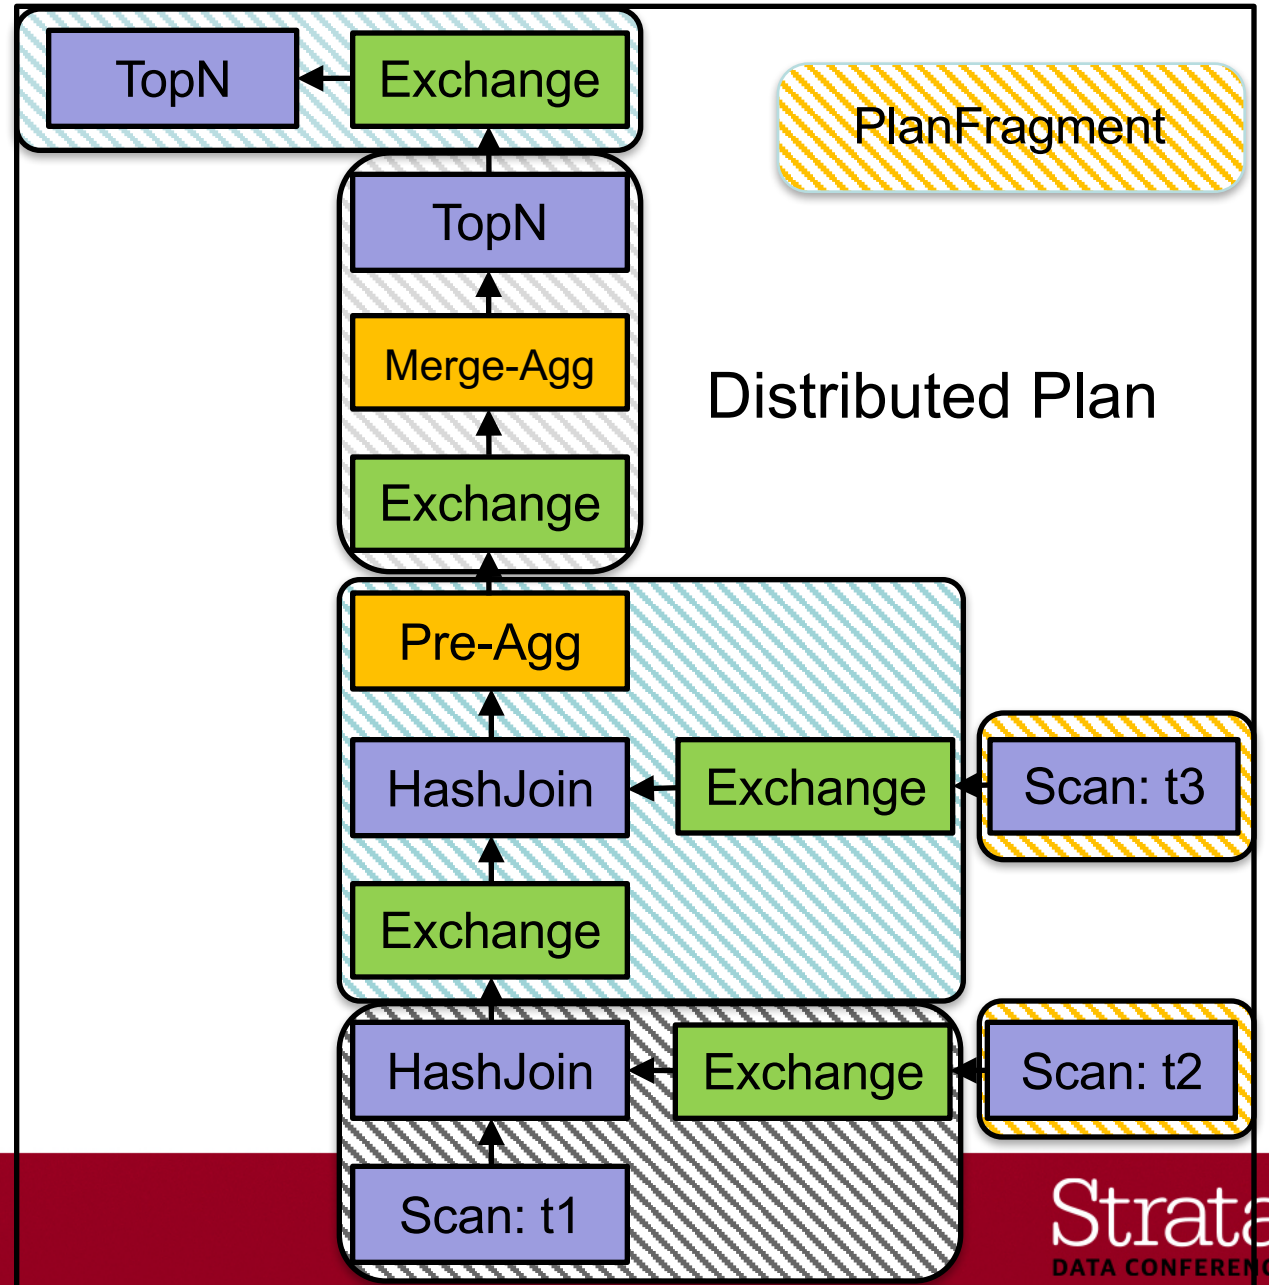 TopN
Exchange
PlanFragment
TopN
Merge-Agg
Distributed Plan
Exchange
Pre-Agg
HashJoin
Exchange
Scan: t3
Exchange
HashJoin
Exchange
Scan: t2
Scan: t1
Strata
DATA CONFERENC